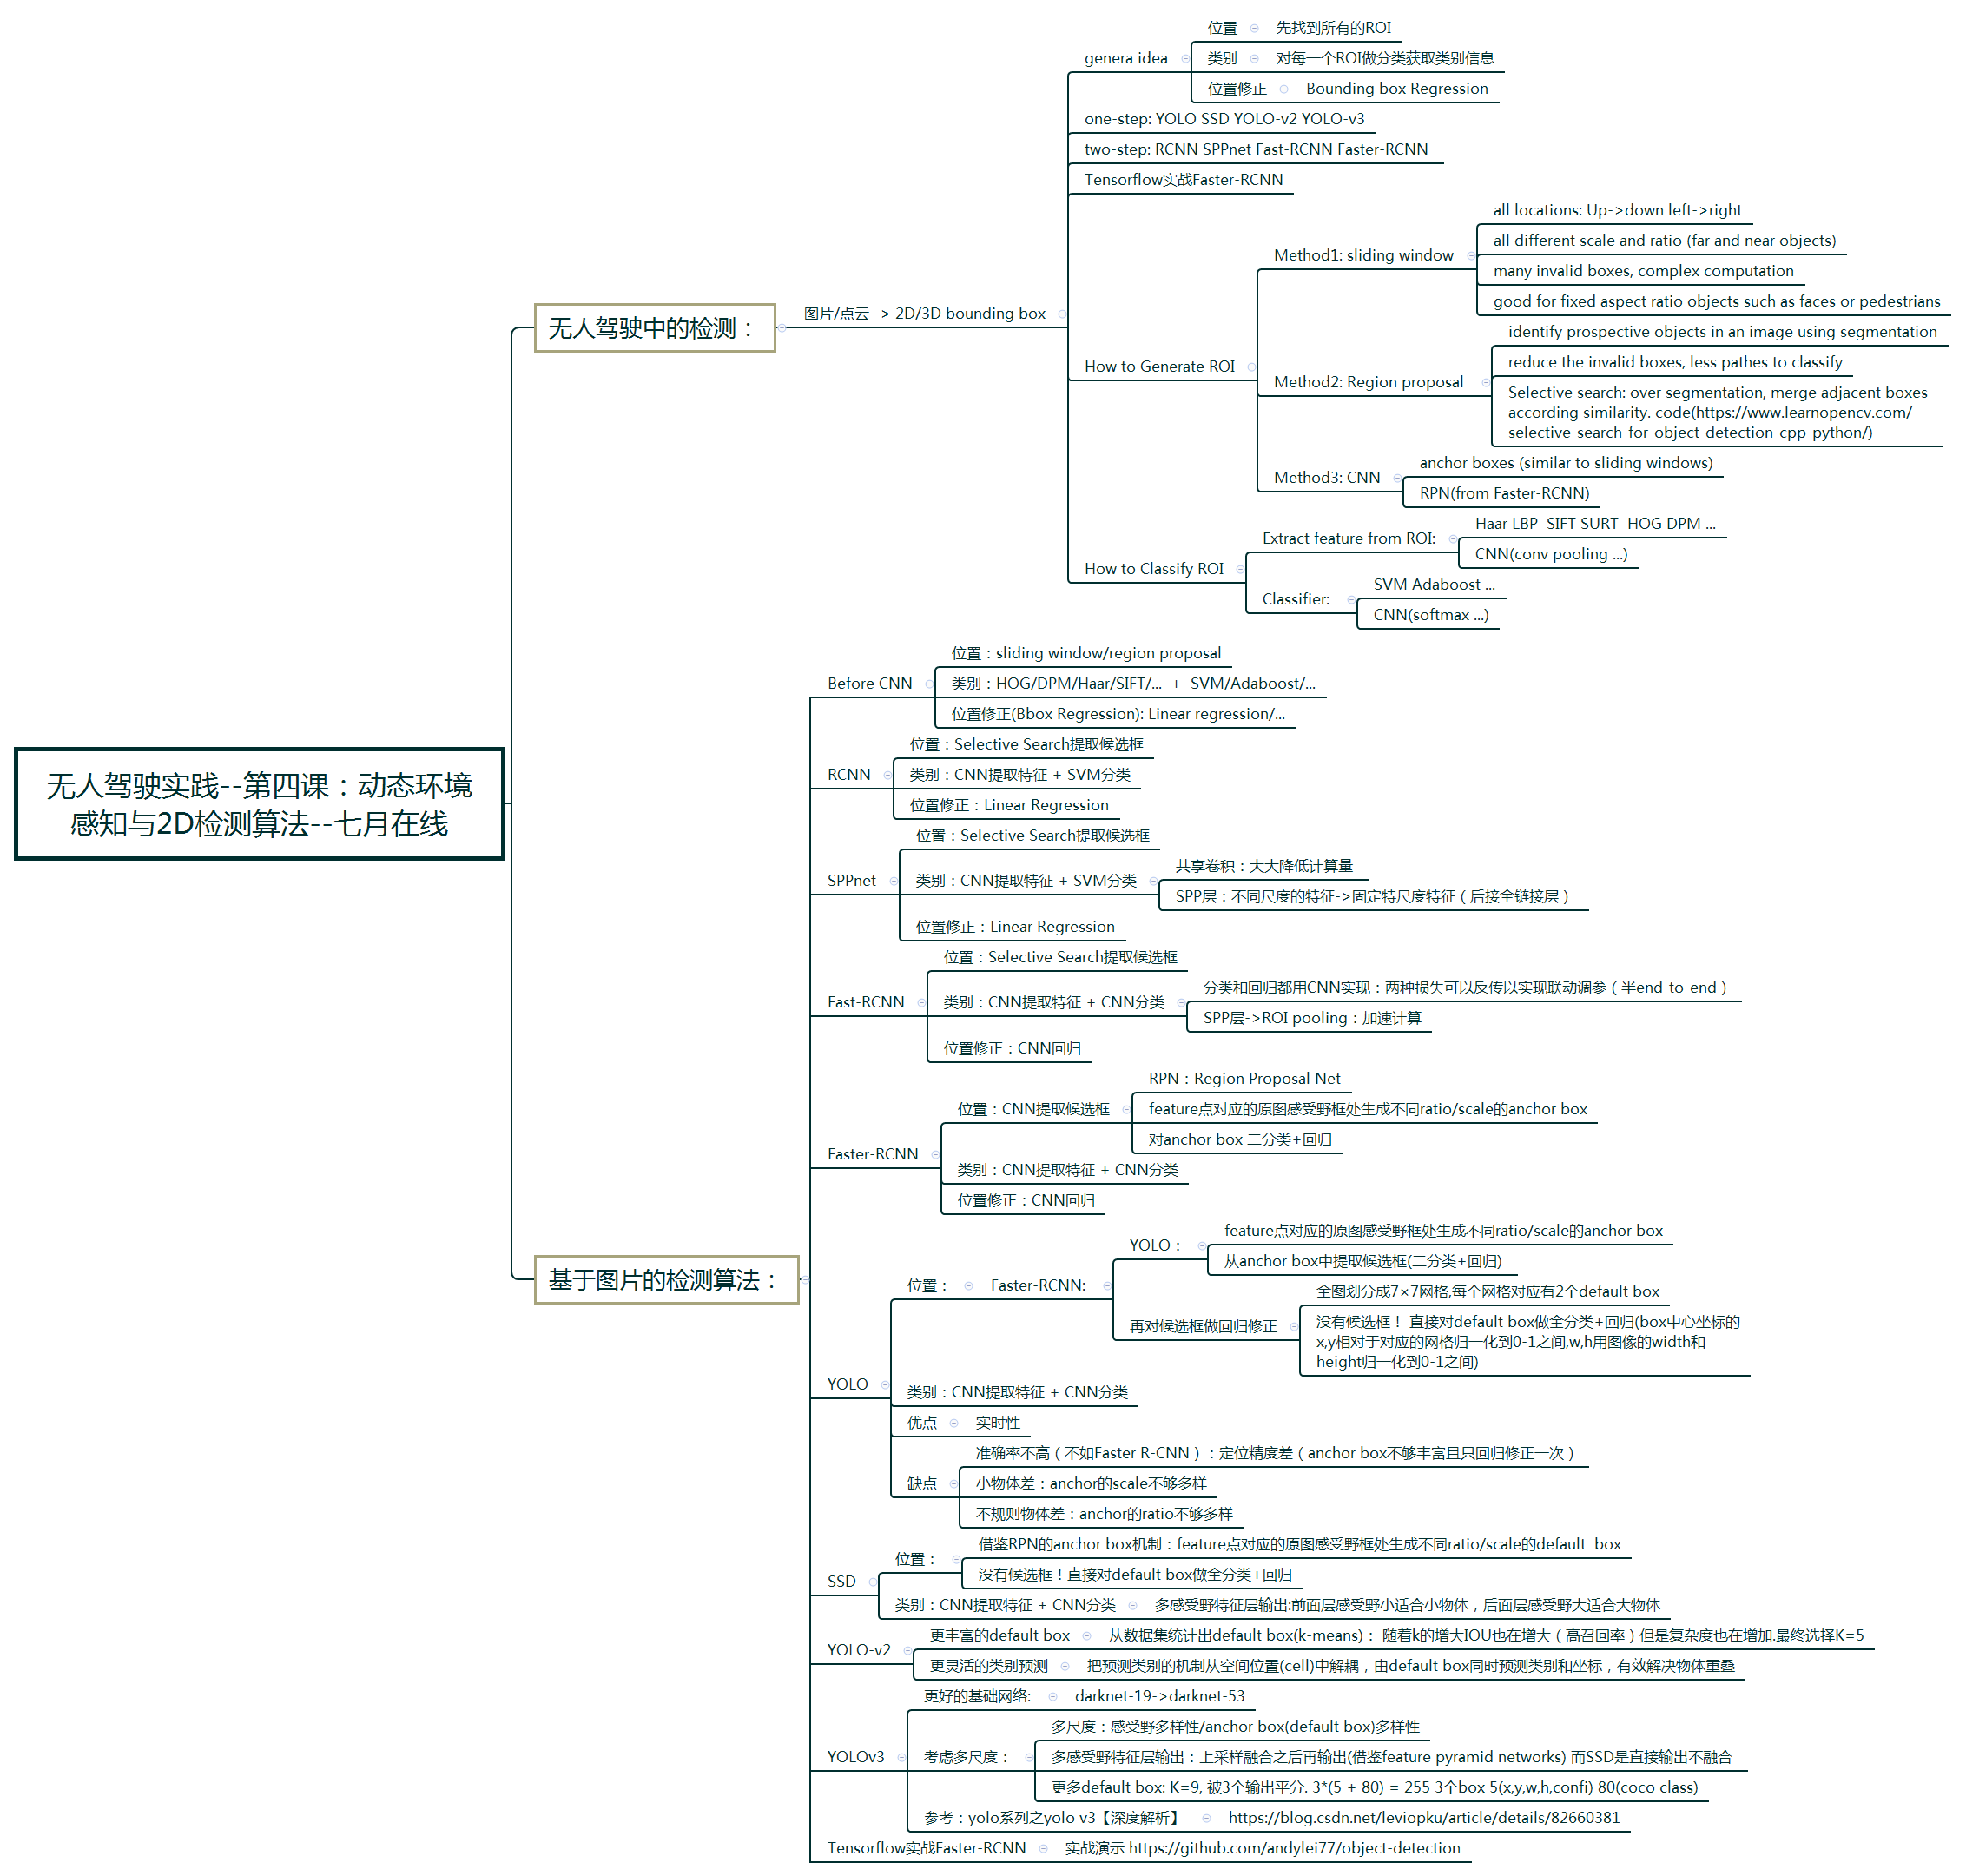 无人驾驶实践--第四课：动态环境
感知与2D检测算法--七月在线
无人驾驶中的检测：
图片/点云 -> 2D/3D bounding box
genera idea
位置
先找到所有的ROI
类别
对每一个ROI做分类获取类别信息
位置修正
Bounding box Regression
one-step: YOLO SSD YOLO-v2 YOLO-v3
two-step: RCNN SPPnet Fast-RCNN Faster-RCNN
Tensorflow实战Faster-RCNN
How to Generate ROI
Method1: sliding window
all locations: Up->down left->right
all different scale and ratio (far and near objects)
many invalid boxes, complex computation
good for fixed aspect ratio objects such as faces or pedestrians
Method2: Region proposal
identify prospective objects in an image using segmentation
reduce the invalid boxes, less pathes to classify
Selective search: over segmentation, merge adjacent boxes
according similarity. code(https://www.learnopencv.com/
selective-search-for-object-detection-cpp-python/)
Method3: CNN
anchor boxes (similar to sliding windows)
RPN(from Faster-RCNN)
How to Classify ROI
Extract feature from ROI:
Haar LBP  SIFT SURT  HOG DPM ...
CNN(conv pooling ...)
Classifier:
SVM Adaboost ...
CNN(softmax ...)
基于图片的检测算法：
Before CNN
位置：sliding window/region proposal
类别：HOG/DPM/Haar/SIFT/...  +  SVM/Adaboost/...
位置修正(Bbox Regression): Linear regression/...
RCNN
位置：Selective Search提取候选框
类别：CNN提取特征 + SVM分类
位置修正：Linear Regression
SPPnet
位置：Selective Search提取候选框
类别：CNN提取特征 + SVM分类
共享卷积：大大降低计算量
SPP层：不同尺度的特征->固定特尺度特征（后接全链接层）
位置修正：Linear Regression
Fast-RCNN
位置：Selective Search提取候选框
类别：CNN提取特征 + CNN分类
分类和回归都用CNN实现：两种损失可以反传以实现联动调参（半end-to-end）
SPP层->ROI pooling：加速计算
位置修正：CNN回归
Faster-RCNN
位置：CNN提取候选框
RPN：Region Proposal Net
feature点对应的原图感受野框处生成不同ratio/scale的anchor box
对anchor box 二分类+回归
类别：CNN提取特征 + CNN分类
位置修正：CNN回归
YOLO
位置：
Faster-RCNN:
YOLO：
feature点对应的原图感受野框处生成不同ratio/scale的anchor box
从anchor box中提取候选框(二分类+回归)
再对候选框做回归修正
全图划分成7×7网格,每个网格对应有2个default box
没有候选框！ 直接对default box做全分类+回归(box中心坐标的
x,y相对于对应的网格归一化到0-1之间,w,h用图像的width和
height归一化到0-1之间)
类别：CNN提取特征 + CNN分类
优点
实时性
缺点
准确率不高（不如Faster R-CNN）：定位精度差（anchor box不够丰富且只回归修正一次）
小物体差：anchor的scale不够多样
不规则物体差：anchor的ratio不够多样
SSD
位置：
借鉴RPN的anchor box机制：feature点对应的原图感受野框处生成不同ratio/scale的default  box
没有候选框！直接对default box做全分类+回归
类别：CNN提取特征 + CNN分类
多感受野特征层输出:前面层感受野小适合小物体，后面层感受野大适合大物体
YOLO-v2
更丰富的default box
从数据集统计出default box(k-means)： 随着k的增大IOU也在增大（高召回率）但是复杂度也在增加.最终选择K=5
更灵活的类别预测
把预测类别的机制从空间位置(cell)中解耦，由default box同时预测类别和坐标，有效解决物体重叠
YOLOv3
更好的基础网络:
darknet-19->darknet-53
考虑多尺度：
多尺度：感受野多样性/anchor box(default box)多样性
多感受野特征层输出：上采样融合之后再输出(借鉴feature pyramid networks) 而SSD是直接输出不融合
更多default box: K=9, 被3个输出平分. 3*(5 + 80) = 255 3个box 5(x,y,w,h,confi) 80(coco class)
参考：yolo系列之yolo v3【深度解析】
https://blog.csdn.net/leviopku/article/details/82660381
Tensorflow实战Faster-RCNN
实战演示 https://github.com/andylei77/object-detection